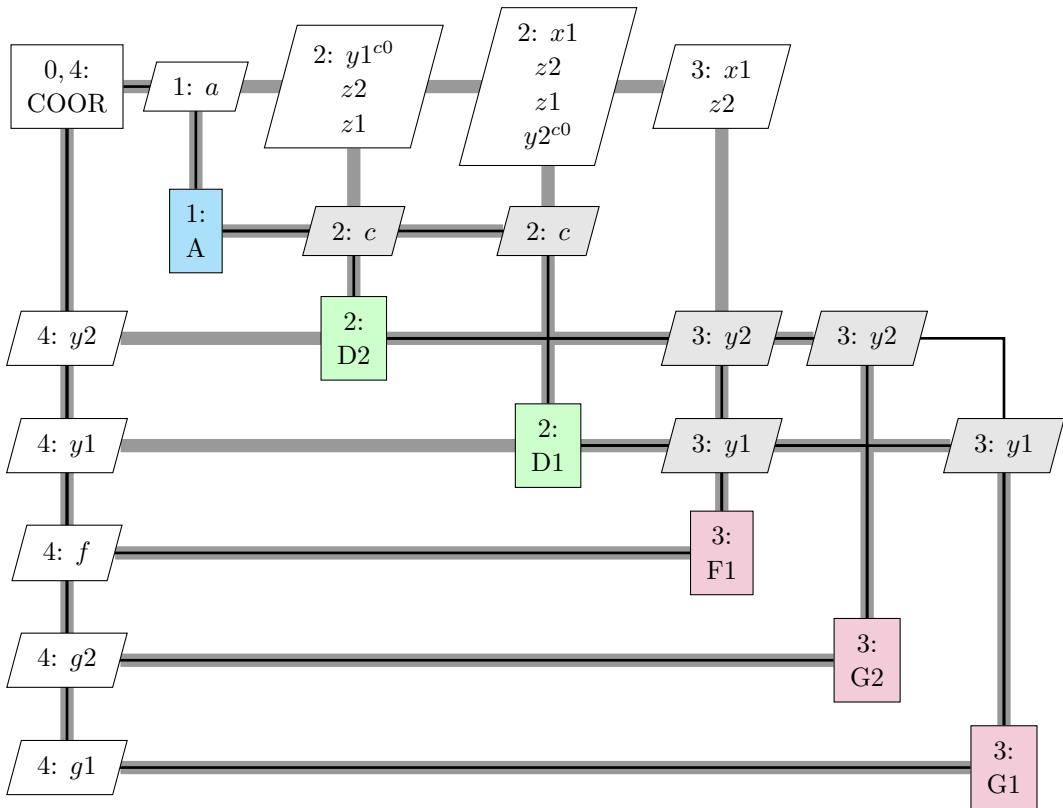 0, 4:
COOR
1: a
2: y1^{c0}
z2
z1
2: x1
z2
z1
y2^{c0}
3: x1
z2
1:
A
2: c
2: c
4: y2
2:
D2
3: y2
3: y2
4: y1
2:
D1
3: y1
3: y1
4: f
3:
F1
4: g2
3:
G2
4: g1
3:
G1